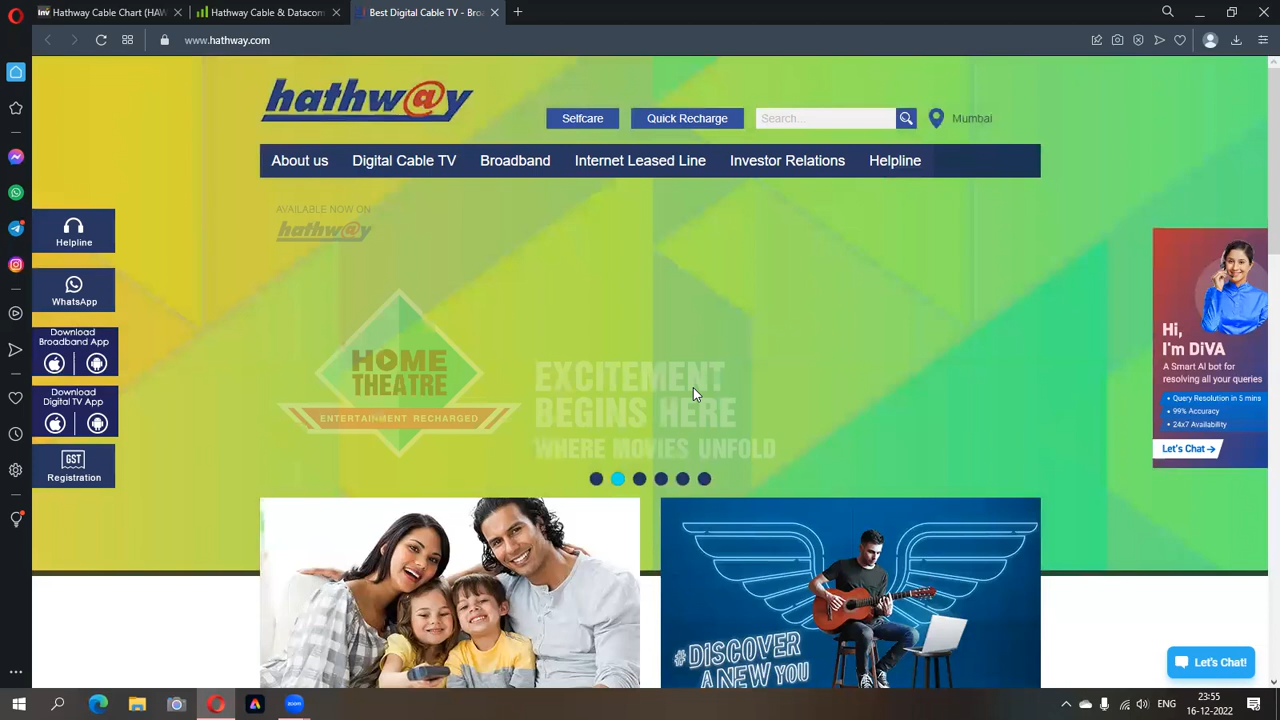 Hathway Cable Chart (HAW
Hathway Cable & Datacom
Best Digital Cable TV - Bro
www.hathway.com
hathw@y
Selfcare
Quick Recharge
Search...
Mumbai
About us
Digital Cable TV
Broadband
Internet Leased Line
Investor Relations
Helpline
AVAILABLE NOW ON
hathw@y
Helpline
WhatsApp
Download
Broadband App
Download
Digital TV App
GST
Registration
HOME
THEATRE
ENTERTAINMENT RECHARGED
EXCITEMENT
BEGINS HERE
WHERE MOVIES UNFOLD
Hi,
I'm DiVA
A Smart AI bot for
resolving all your queries
• Query Resolution in 5 mins
• 99% Accuracy
• 24x7 Availability
Let's Chat →
#DISCOVER
A NEW YOU
Let's Chat!
zoom
ENG
23:55
16-12-2022